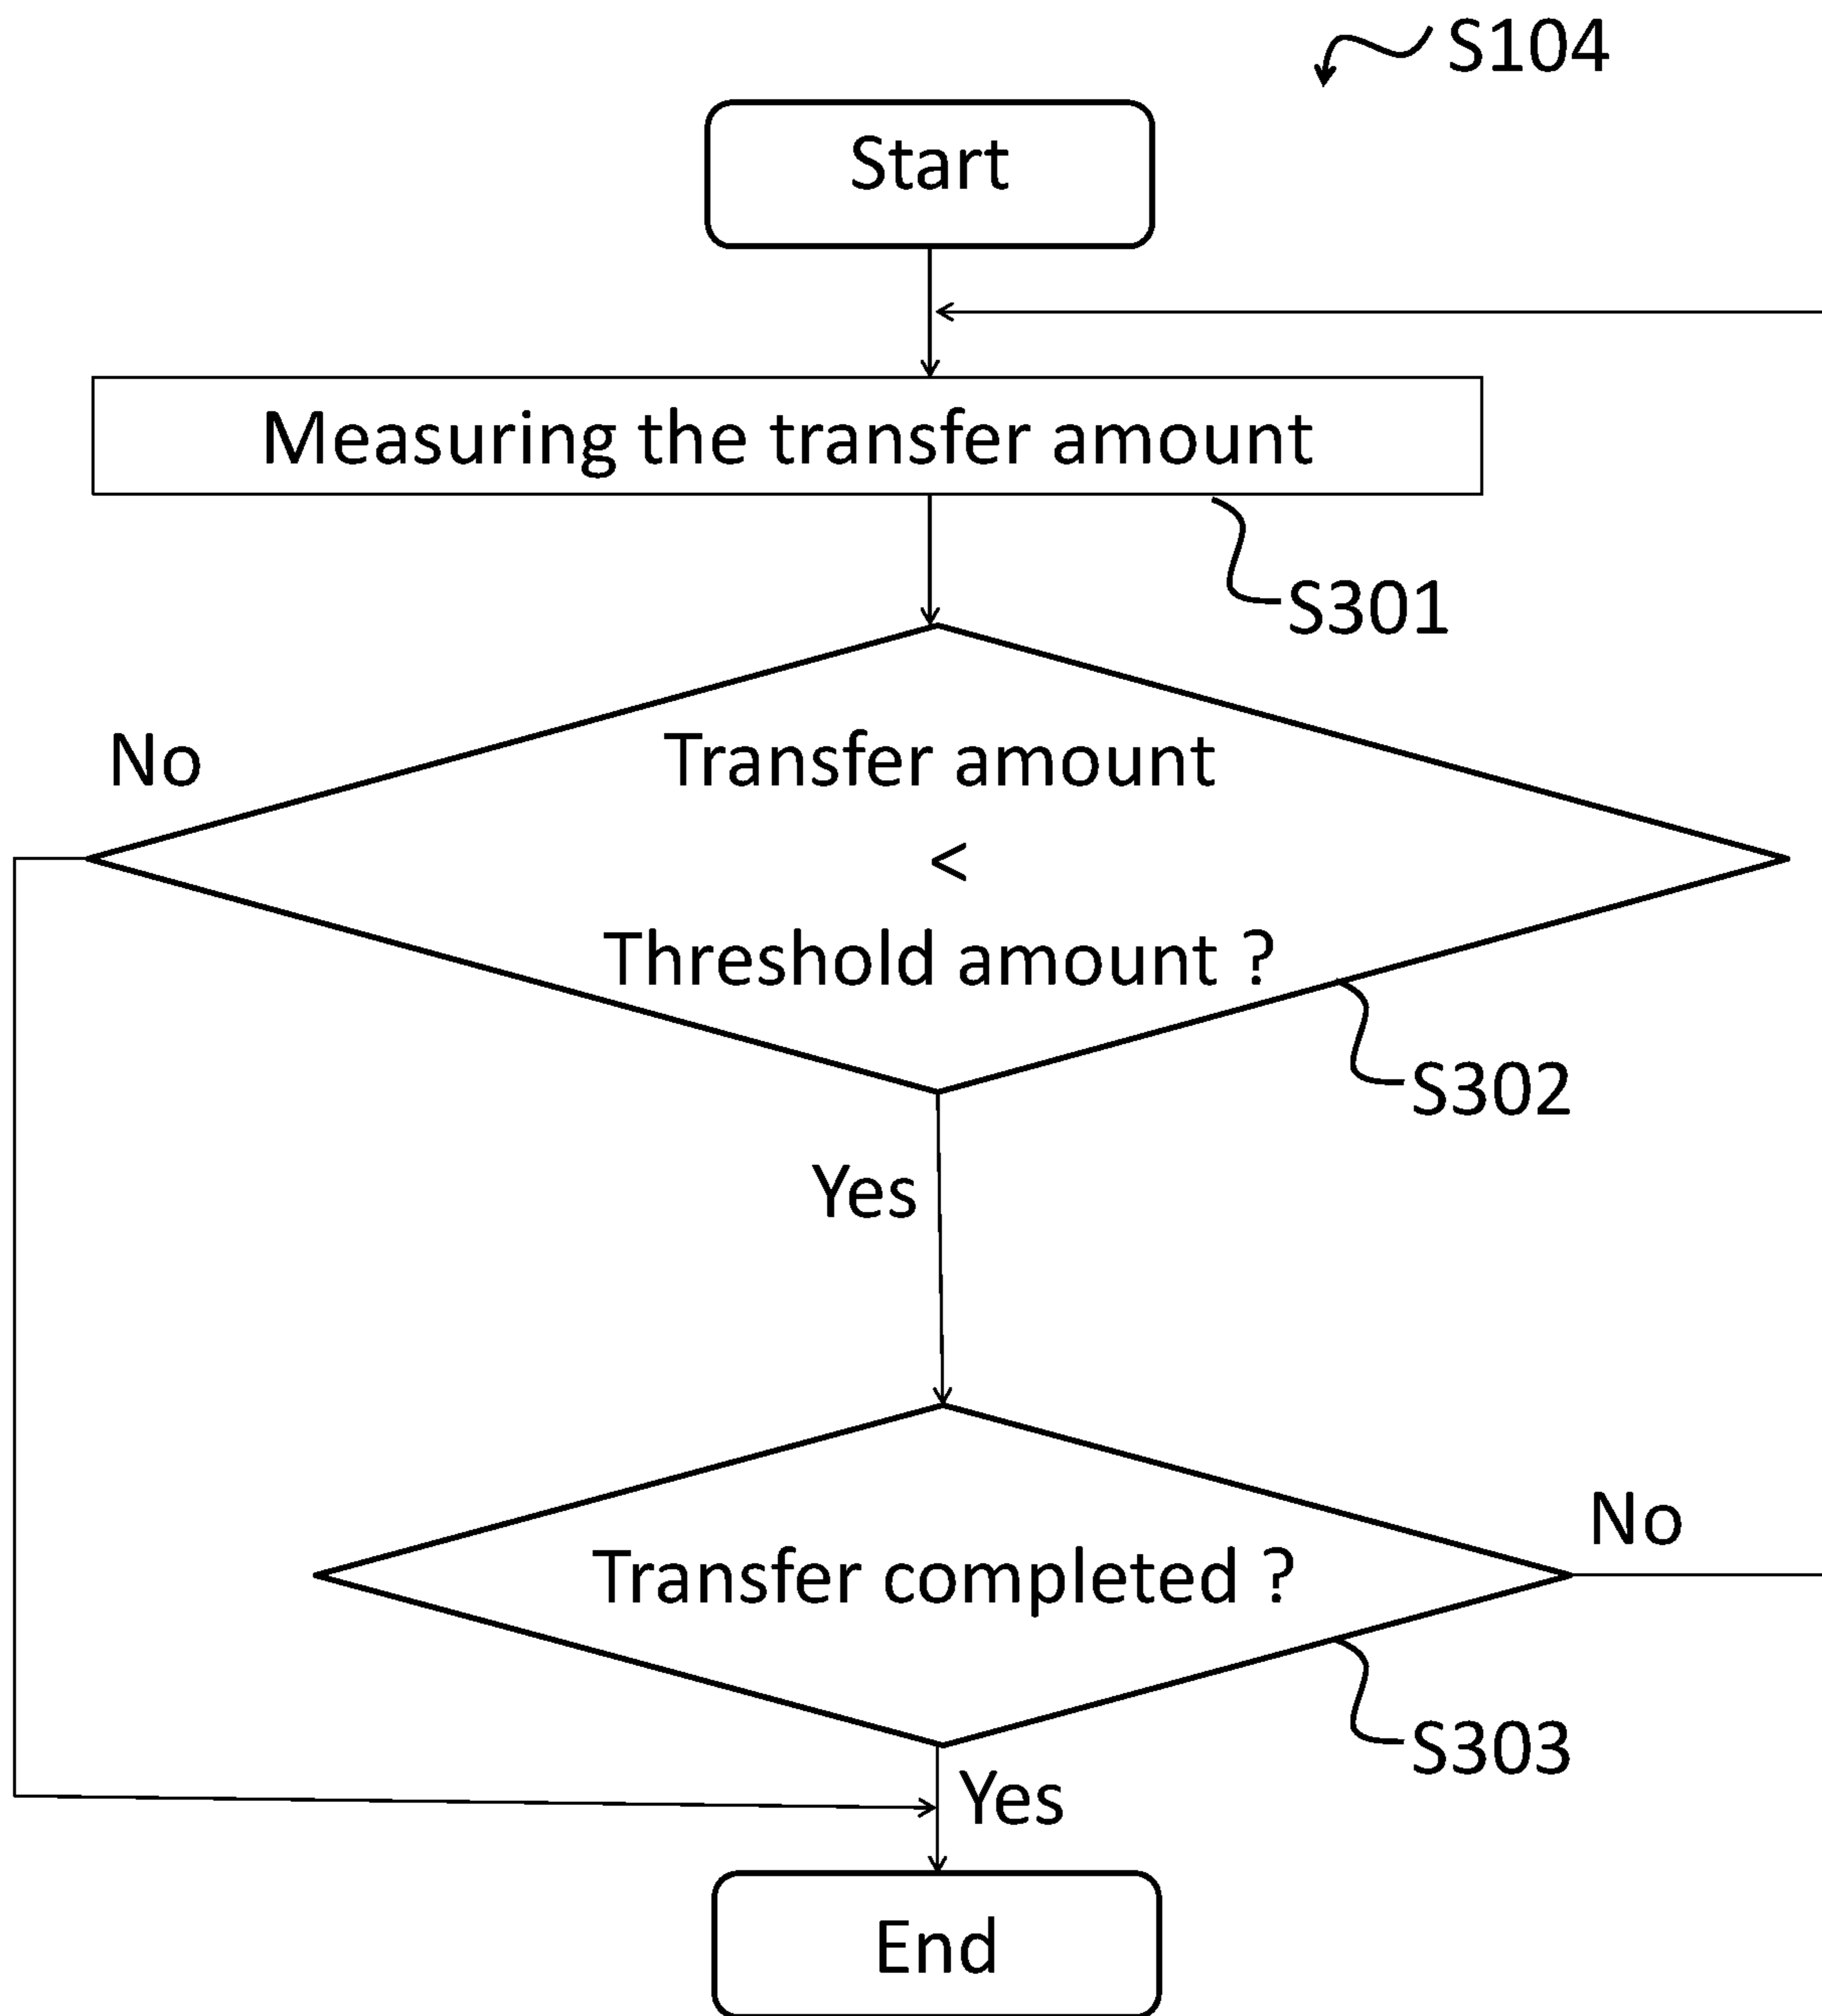 S104
Start
Measuring the transfer amount
S301
No
Transfer amount
<
Threshold amount ?
S302
Yes
No
Transfer completed ?
S303
Yes
End